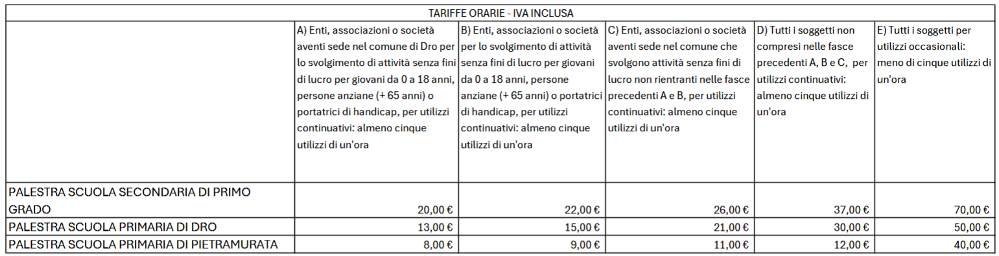 TARIFFE ORARIE - IVA INCLUSA
A) Enti, associazioni o società
aventi sede nel comune di Dro per
lo svolgimento di attività senza fini
di lucro per giovani da 0 a 18 anni,
persone anziane (+ 65 anni) o
portatrici di handicap, per utilizzi
continuativi: almeno cinque
utilizzi di un'ora
B) Enti, associazioni o società
per lo svolgimento di attività
senza fini di lucro per giovani
da 0 a 18 anni, persone
anziane (+ 65 anni) o portatrici
di handicap, per utilizzi
continuativi: almeno cinque
utilizzi di un'ora
C) Enti, associazioni o società
aventi sede nel comune che
svolgono attività senza fini di
lucro non rientranti nelle fasce
precedenti A e B, per utilizzi
continuativi: almeno cinque
utilizzi di un'ora
D) Tutti i soggetti non
compresi nelle fasce
precedenti A, B e C, per
utilizzi continuativi:
almeno cinque utilizzi di
un'ora
E) Tutti i soggetti per
utilizzi occasionali:
meno di cinque utilizzi di
un'ora
PALESTRA SCUOLA SECONDARIA DI PRIMO
GRADO 20,00 € 22,00 € 26,00 € 37,00 € 70,00 €
PALESTRA SCUOLA PRIMARIA DI DRO 13,00 € 15,00 € 21,00 € 30,00 € 50,00 €
PALESTRA SCUOLA PRIMARIA DI PIETRAMURATA 8,00 € 9,00 € 11,00 € 12,00 € 40,00 €